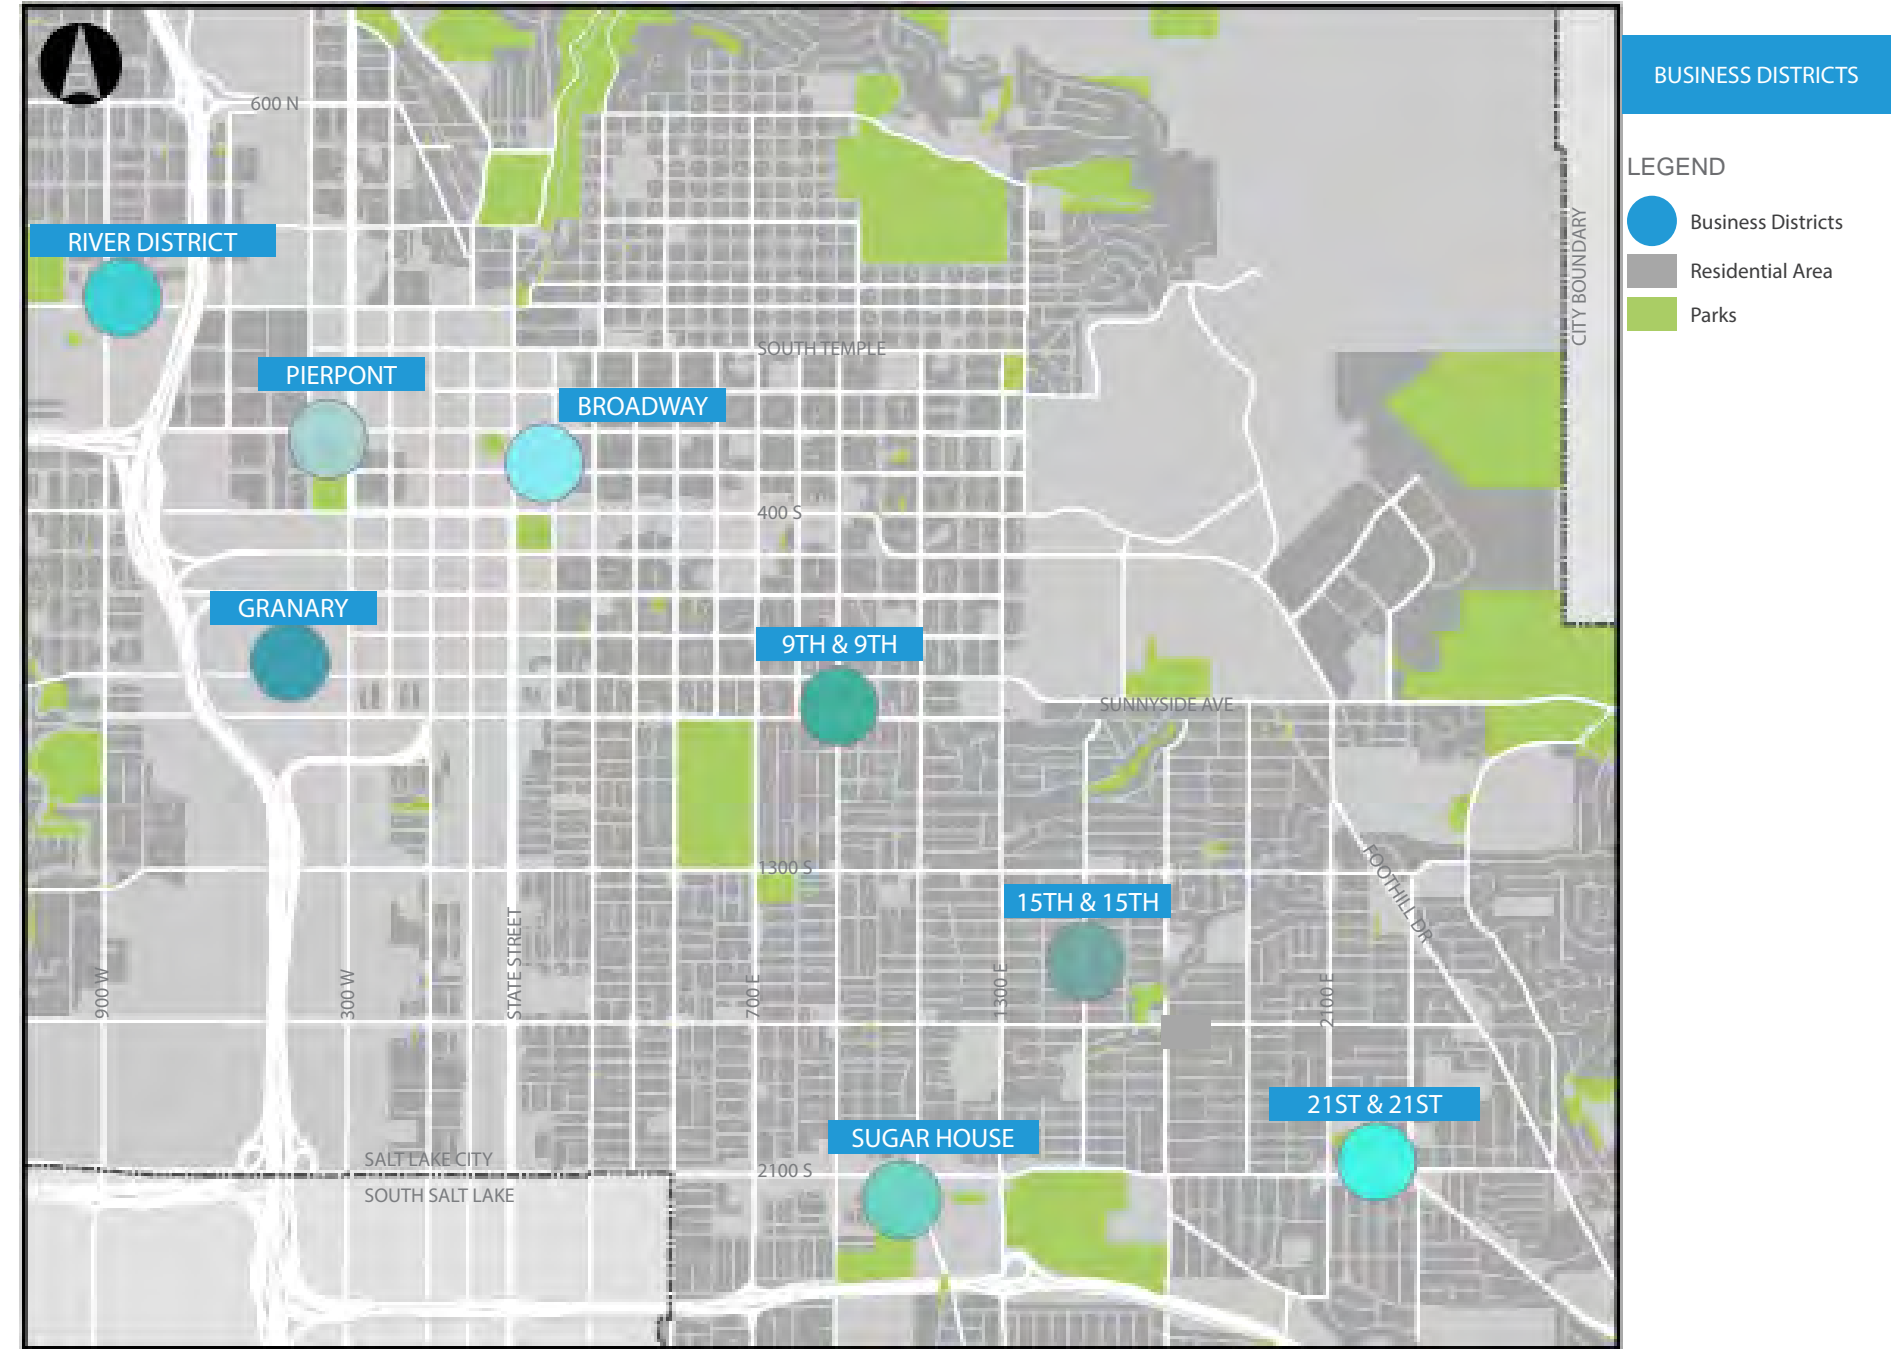 BUSINESS DISTRICTS
LEGEND
Business Districts
Residential Area
Parks
600 N
CITY BOUNDARY
RIVER DISTRICT
SOUTH TEMPLE
PIERPONT
BROADWAY
400 S
GRANARY
9TH & 9TH
SUNNYSIDE AVE
1300 S
FOOTHILL DR
15TH & 15TH
900 W
300 W
STATE STREET
700 E
1300 E
2100 E
21ST & 21ST
SUGAR HOUSE
SALT LAKE CITY
2100 S
SOUTH SALT LAKE